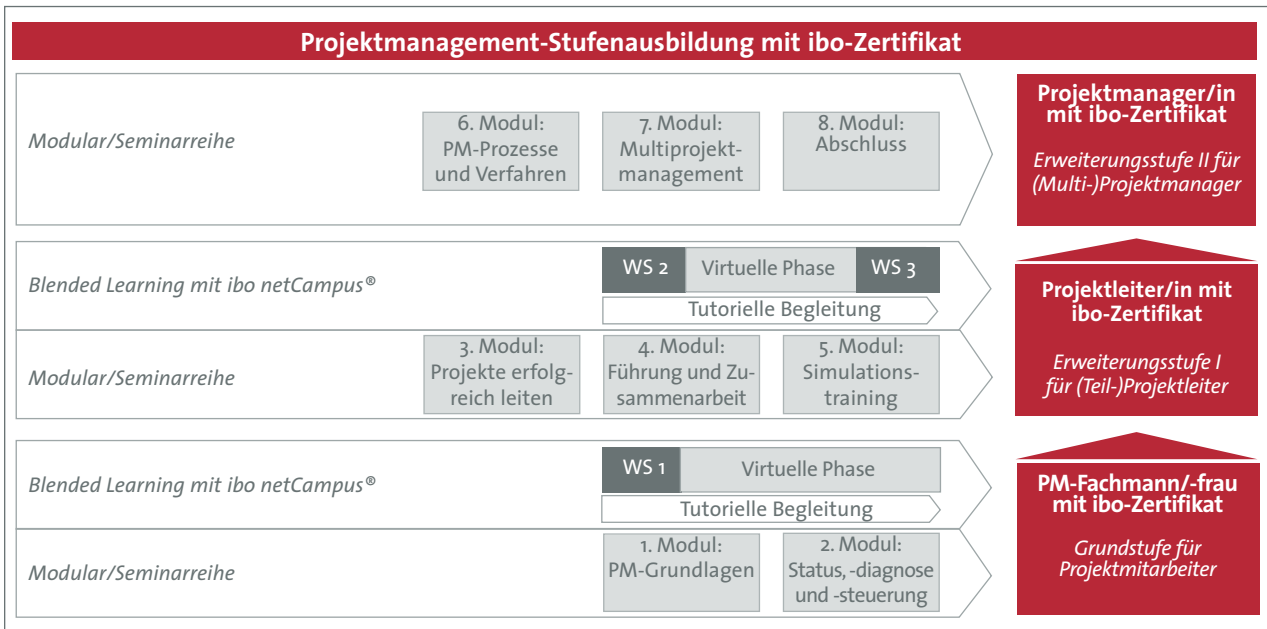 Projektmanagement-Stufenausbildung mit ibo-Zertifikat
Modular/Seminarreihe
6. Modul:
PM-Prozesse
und Verfahren
7. Modul:
Multiprojekt-
management
8. Modul:
Abschluss
Projektmanager/in
mit ibo-Zertifikat
Erweiterungsstufe II für
(Multi-)Projektmanager
Blended Learning mit ibo netCampus®
WS 2
Virtuelle Phase
WS 3
Tutorielle Begleitung
Modular/Seminarreihe
3. Modul:
Projekte erfolg-
reich leiten
4. Modul:
Führung und Zu-
sammenarbeit
5. Modul:
Simulations-
training
Projektleiter/in mit
ibo-Zertifikat
Erweiterungsstufe I
für (Teil-)Projektleiter
Blended Learning mit ibo netCampus®
WS 1
Virtuelle Phase
Tutorielle Begleitung
Modular/Seminarreihe
1. Modul:
PM-Grundlagen
2. Modul:
Status, -diagnose
und -steuerung
PM-Fachmann/-frau
mit ibo-Zertifikat
Grundstufe für
Projektmitarbeiter